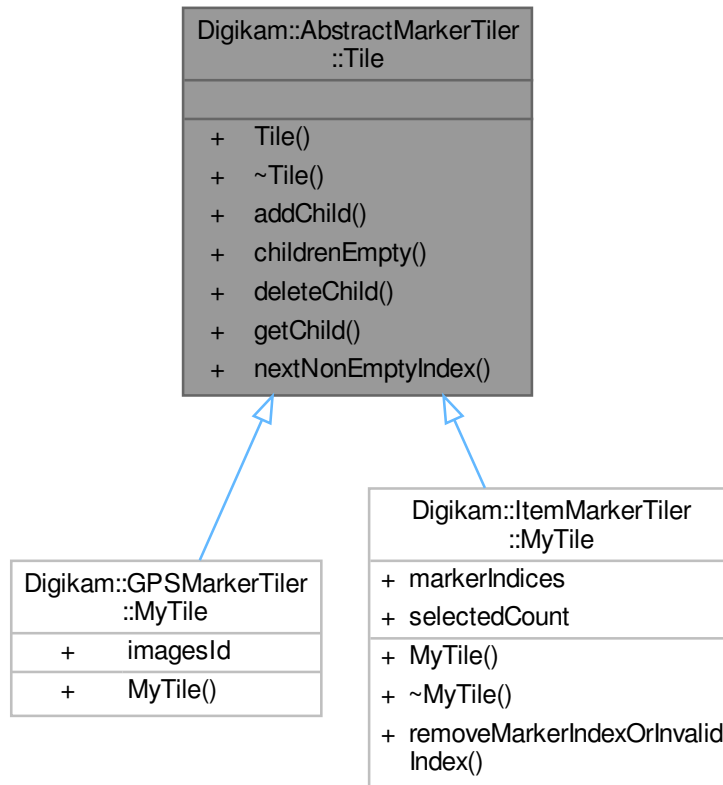 Digikam::AbstractMarkerTiler
::Tile
+ Tile()
+ ~Tile()
+ addChild()
+ childrenEmpty()
+ deleteChild()
+ getChild()
+ nextNonEmptyIndex()
Digikam::GPSMarkerTiler
::MyTile
+ imagesId
+ MyTile()
Digikam::ItemMarkerTiler
::MyTile
+ markerIndices
+ selectedCount
+ MyTile()
+ ~MyTile()
+ removeMarkerIndexOrInvalid
Index()